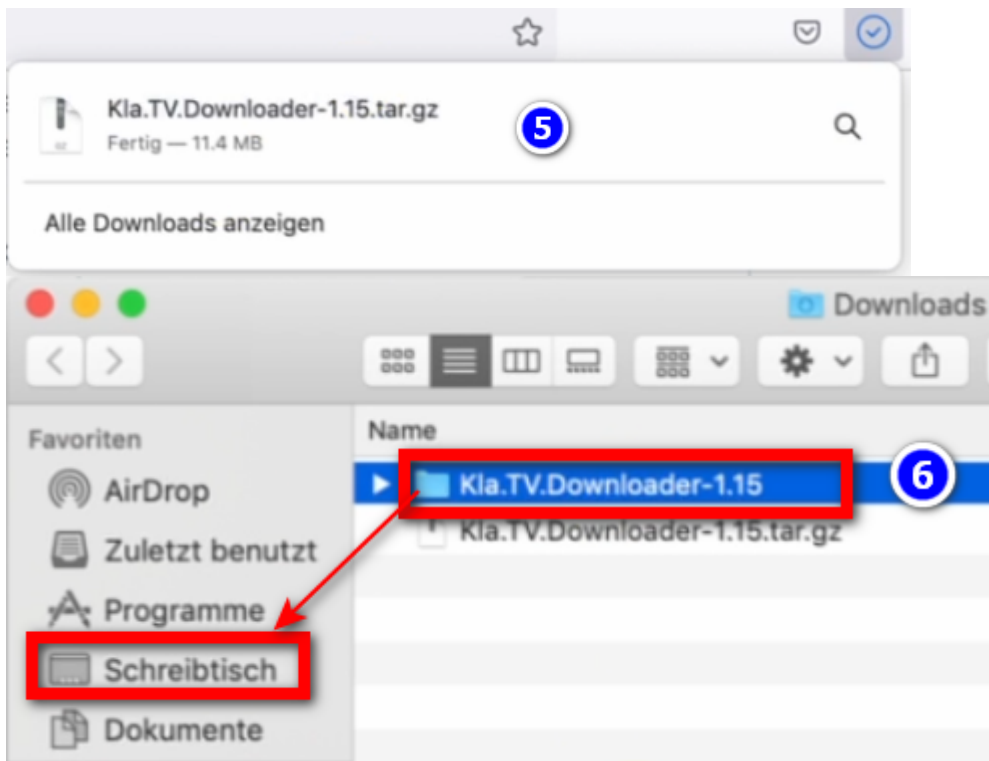 Kla.TV.Downloader-1.15.tar.gz
Fertig — 11.4 MB
5
Alle Downloads anzeigen
Downloads
Favoriten
Name
AirDrop
Kla.TV.Downloader-1.15
6
Zuletzt benutzt
Kla.TV.Downloader-1.15.tar.gz
Programme
Schreibtisch
Dokumente